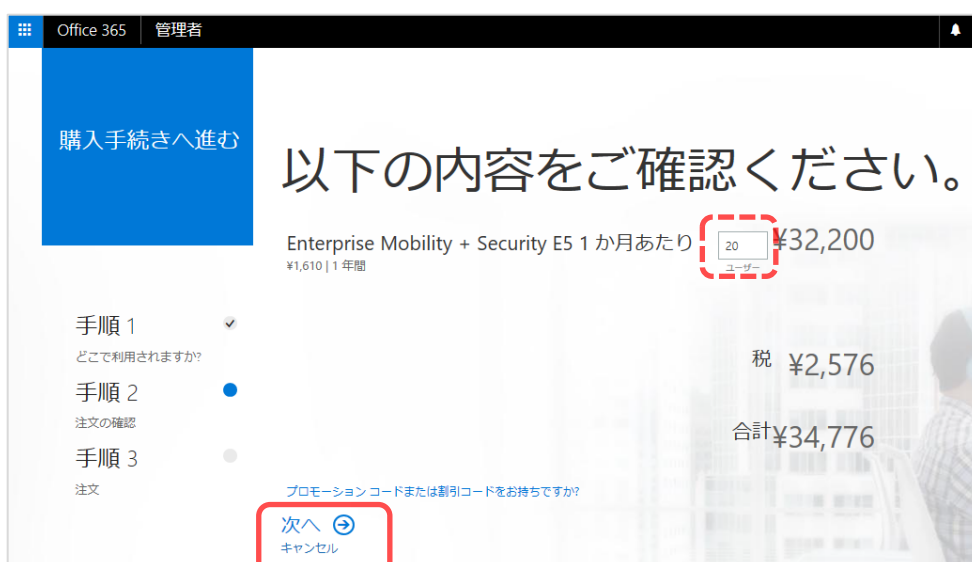 Office 365 管理者
購入手続きへ進む
以下の内容をご確認ください。
Enterprise Mobility + Security E5 1 か月あたり 20 ¥32,200
¥1,610 | 1 年間 ユーザー
手順 1
どこで利用されますか?
手順 2
注文の確認
手順 3
注文
税 ¥2,576
合計 ¥34,776
プロモーション コードまたは割引コードをお持ちですか?
次へ
キャンセル